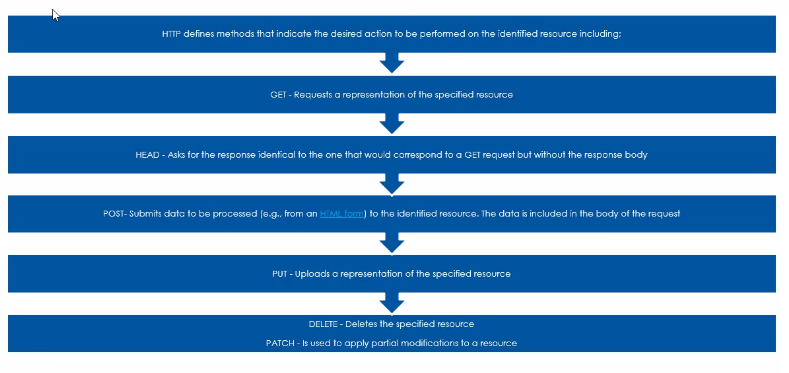 HTTP defines methods that indicate the desired action to be performed on the identified resource including;
GET - Requests a representation of the specified resource
HEAD - Asks for the response identical to the one that would correspond to a GET request but without the response body
POST- Submits data to be processed (e.g., from an HTML form) to the identified resource. The data is included in the body of the request
PUT - Uploads a representation of the specified resource
DELETE - Deletes the specified resource
PATCH - Is used to apply partial modifications to a resource